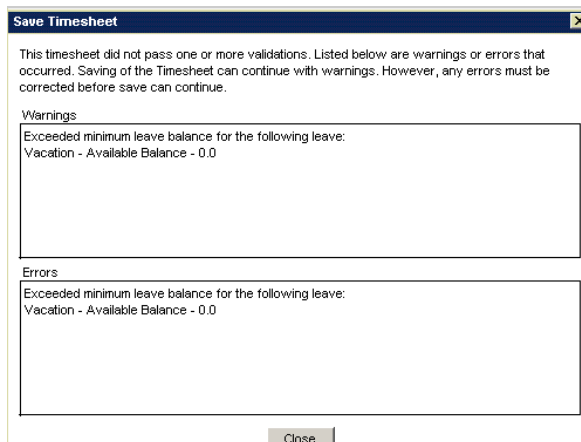 Save Timesheet
This timesheet did not pass one or more validations. Listed below are warnings or errors that
occurred. Saving of the Timesheet can continue with warnings. However, any errors must be
corrected before save can continue.
Warnings
Exceeded minimum leave balance for the following leave:
Vacation - Available Balance - 0.0
Errors
Exceeded minimum leave balance for the following leave:
Vacation - Available Balance - 0.0
Close